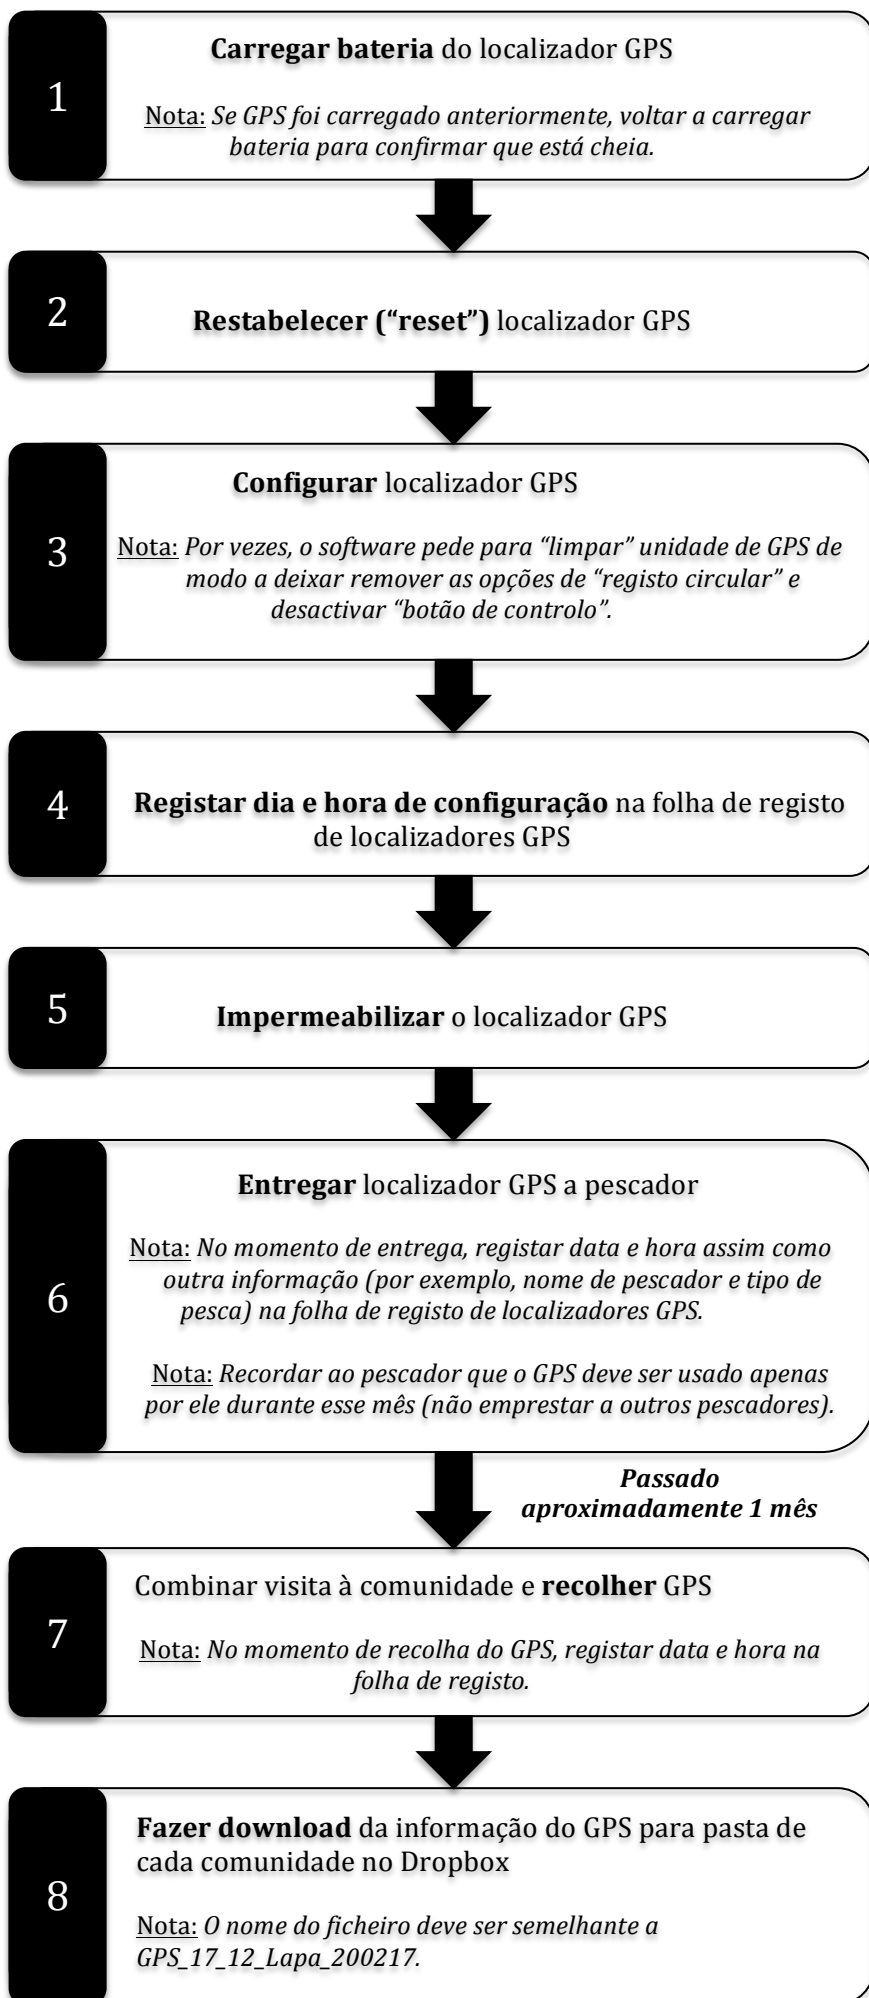 1
Carregar bateria do localizador GPS
Nota: Se GPS foi carregado anteriormente, voltar a carregar
bateria para confirmar que está cheia.
2
Restabelecer (“reset”) localizador GPS
3
Configurar localizador GPS
Nota: Por vezes, o software pede para “limpar” unidade de GPS de
modo a deixar remover as opções de “registo circular” e
desactivar “botão de controlo”.
4
Registar dia e hora de configuração na folha de registo
de localizadores GPS
5
Impermeabilizar o localizador GPS
6
Entregar localizador GPS a pescador
Nota: No momento de entrega, registar data e hora assim como
outra informação (por exemplo, nome de pescador e tipo de
pesca) na folha de registo de localizadores GPS.
Nota: Recordar ao pescador que o GPS deve ser usado apenas
por ele durante esse mês (não emprestar a outros pescadores).
Passado
aproximadamente 1 mês
7
Combinar visita à comunidade e recolher GPS
Nota: No momento de recolha do GPS, registar data e hora na
folha de registo.
8
Fazer download da informação do GPS para pasta de
cada comunidade no Dropbox
Nota: O nome do ficheiro deve ser semelhante a
GPS_17_12_Lapa_200217.